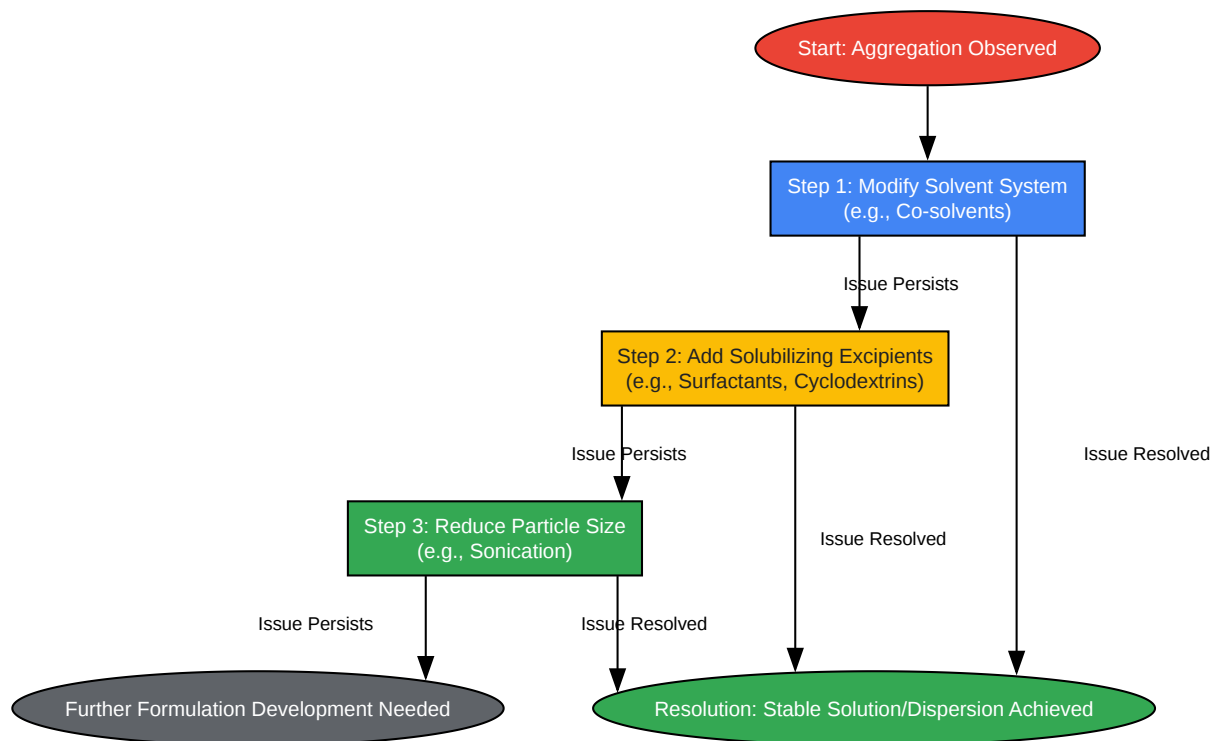 Start: Aggregation Observed
Step 1: Modify Solvent System
(e.g., Co-solvents)
Issue Persists
Step 2: Add Solubilizing Excipients
(e.g., Surfactants, Cyclodextrins)
Issue Persists
Issue Resolved
Step 3: Reduce Particle Size
(e.g., Sonication)
Issue Resolved
Issue Persists
Issue Resolved
Further Formulation Development Needed
Resolution: Stable Solution/Dispersion Achieved